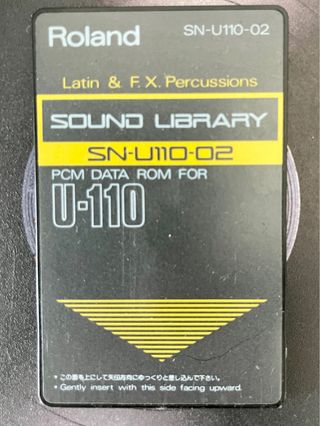 Roland SN-U110-02
Latin & F.X. Percussions
SOUND LIBRARY
SN-U110-02
PCM DATA ROM FOR
U-110
• この面を上にして矢印方向にゆっくりと差し込んで下さい。
• Gently insert with this side facing upward.